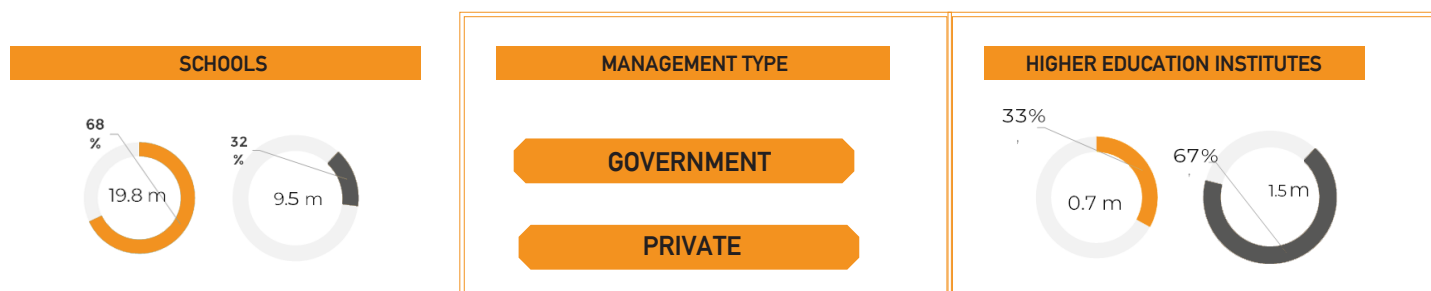 SCHOOLS
68
%
19.8 m
32
%
9.5 m
MANAGEMENT TYPE
GOVERNMENT
PRIVATE
HIGHER EDUCATION INSTITUTES
33%
,
0.7 m
67%
,
1.5 m